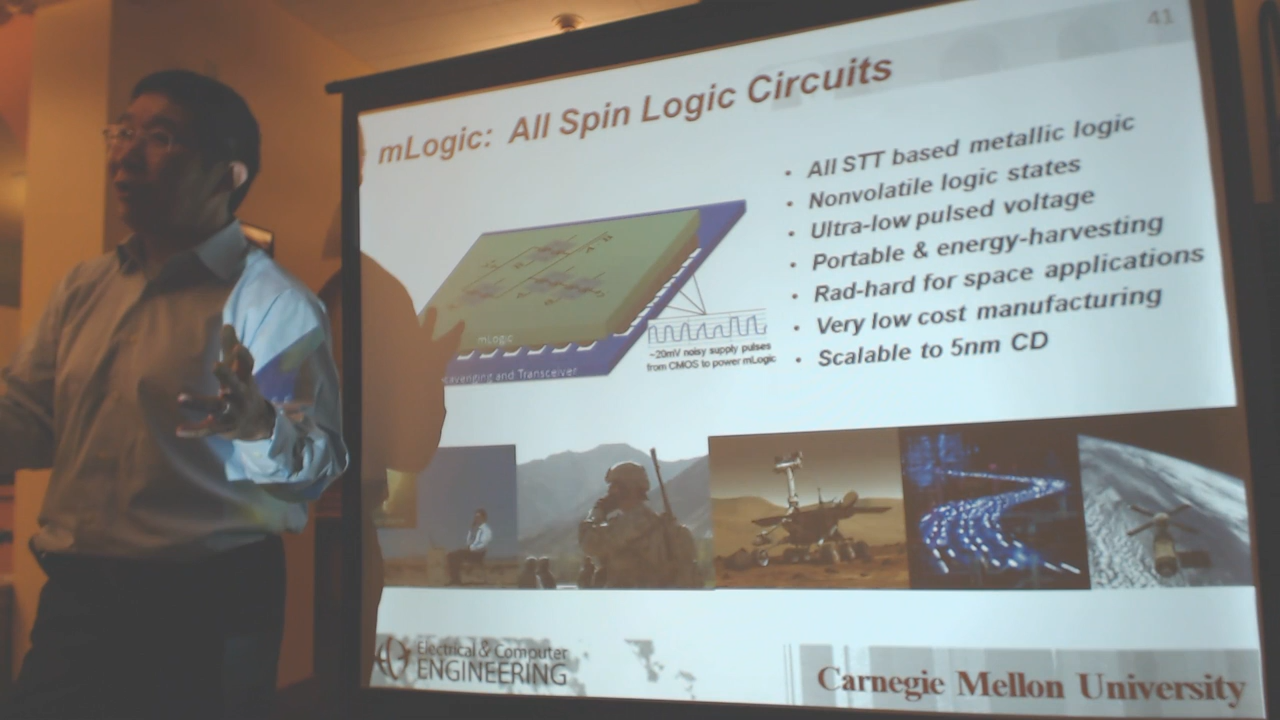 41
mLogic: All Spin Logic Circuits
• All STT based metallic logic
• Nonvolatile logic states
• Ultra-low pulsed voltage
• Portable & energy-harvesting
• Rad-hard for space applications
• Very low cost manufacturing
• Scalable to 5nm CD
mLogic
~20mV noisy supply pulses
from CMOS to power mLogic
and Transceiver
Electrical & Computer
ENGINEERING
Carnegie Mellon University